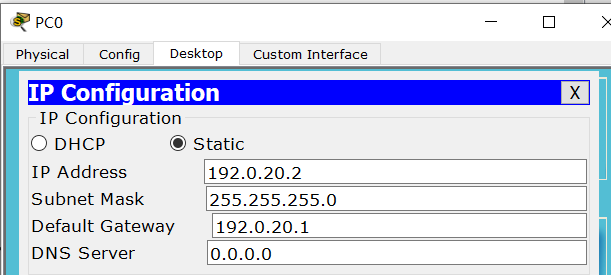 PC0
Physical Config Desktop Custom Interface
IP Configuration X
IP Configuration
DHCP Static
IP Address 192.0.20.2
Subnet Mask 255.255.255.0
Default Gateway 192.0.20.1
DNS Server 0.0.0.0